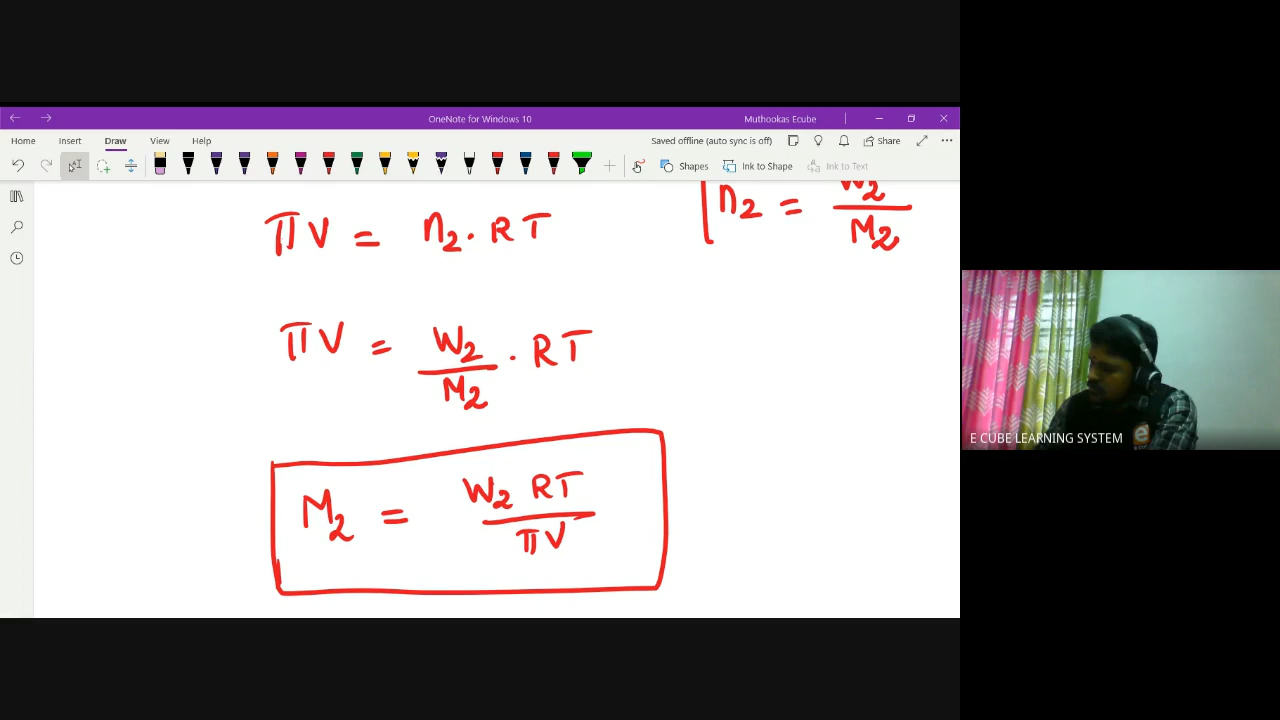 OneNote for Windows 10
Muthookas Ecube
Home Insert Draw View Help
Saved offline (auto sync is off)
Share
Shapes
Ink to Shape
Ink to Text
πV = n₂ · RT
n₂ = W₂/M₂
πV = W₂/M₂ · RT
M₂ = W₂ RT/πV
E CUBE LEARNING SYSTEM